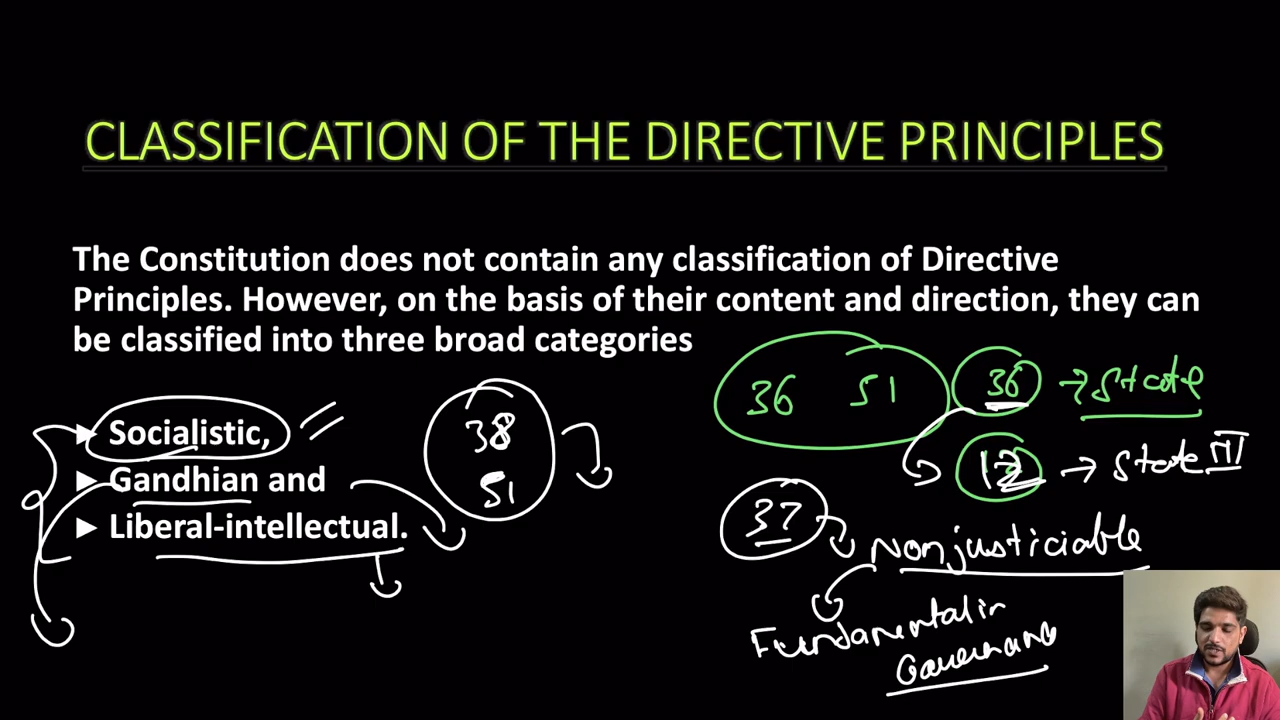 CLASSIFICATION OF THE DIRECTIVE PRINCIPLES
The Constitution does not contain any classification of Directive
Principles. However, on the basis of their content and direction, they can
be classified into three broad categories
► Socialistic,
► Gandhian and
► Liberal-intellectual.
38
51
36 51 36 → State
12 → State III
37
Nonjusticiable
Fundamental in
Governance